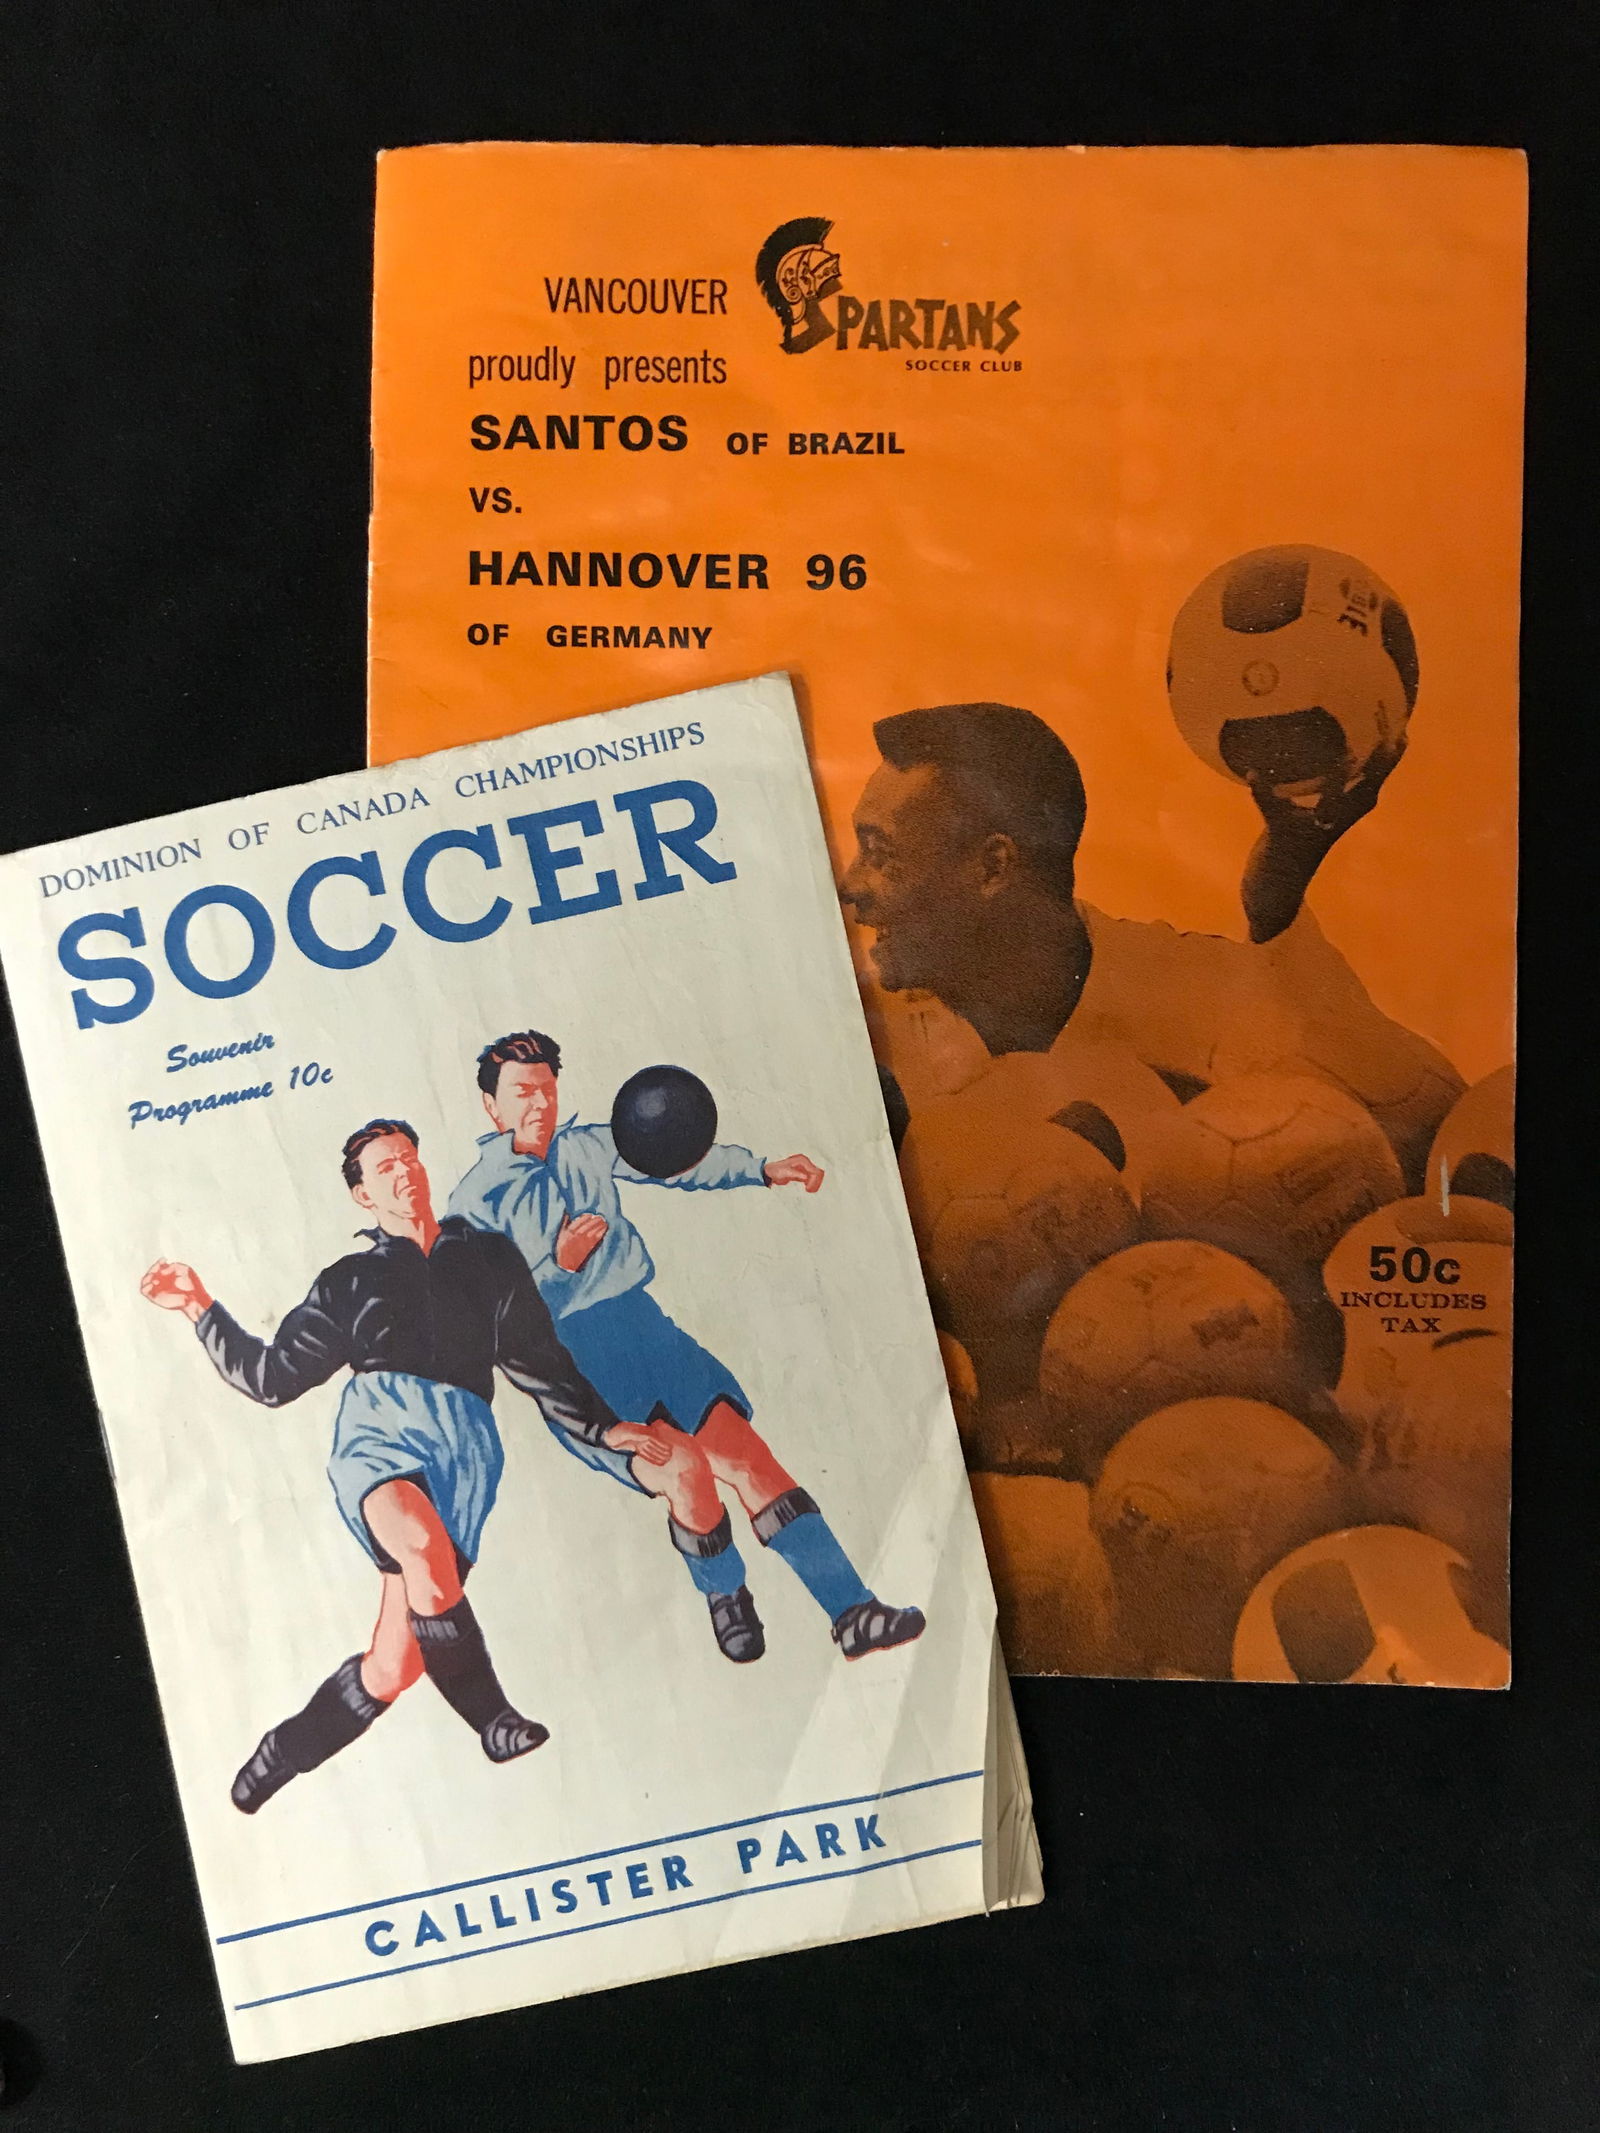 VANCOUVER
SPARTANS
SOCCER CLUB
proudly presents
SANTOS OF BRAZIL
VS.
HANNOVER 96
OF GERMANY
50c
INCLUDES
TAX
DOMINION OF CANADA CHAMPIONSHIPS
SOCCER
Souvenir
Programme 10c
CALLISTER PARK